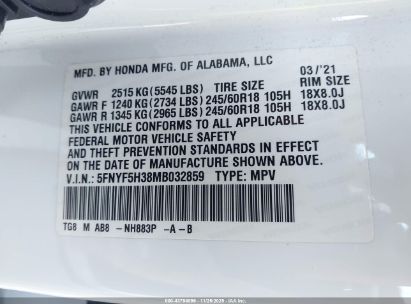 MFD. BY HONDA MFG. OF ALABAMA, LLC
03/'21
GVWR 2515 KG (5545 LBS) TIRE SIZE RIM SIZE
GAWR F 1240 KG (2734 LBS) 245/60R18 105H 18X8.0J
GAWR R 1345 KG (2965 LBS) 245/60R18 105H 18X8.0J
THIS VEHICLE CONFORMS TO ALL APPLICABLE
FEDERAL MOTOR VEHICLE SAFETY
AND THEFT PREVENTION STANDARDS IN EFFECT
ON THE DATE OF MANUFACTURE SHOWN ABOVE.
V.I.N.: 5FNYF5H38MB032859 TYPE: MPV
TG8 M AB8 -NH883P -A-B